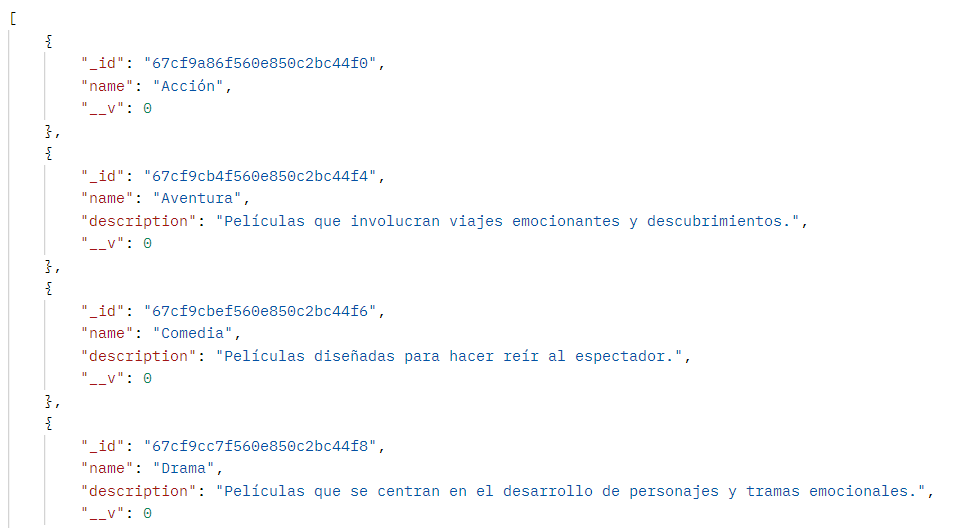 [
{
"_id": "67cf9a86f560e850c2bc44f0",
"name": "Acción",
"__v": 0
},
{
"_id": "67cf9cb4f560e850c2bc44f4",
"name": "Aventura",
"description": "Películas que involucran viajes emocionantes y descubrimientos.",
"__v": 0
},
{
"_id": "67cf9cbef560e850c2bc44f6",
"name": "Comedia",
"description": "Películas diseñadas para hacer reír al espectador.",
"__v": 0
},
{
"_id": "67cf9cc7f560e850c2bc44f8",
"name": "Drama",
"description": "Películas que se centran en el desarrollo de personajes y tramas emocionales.",
"__v": 0